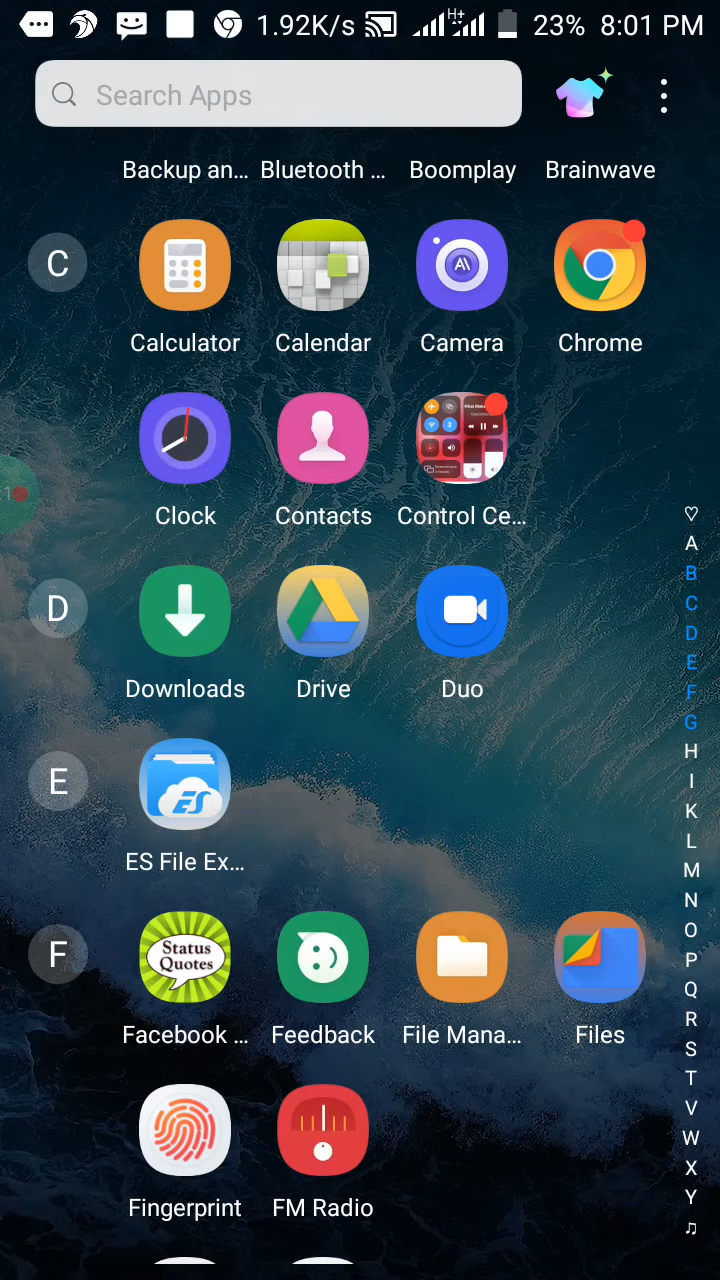 1.92K/s H+ 23% 8:01 PM
Search Apps
Backup an... Bluetooth ... Boomplay Brainwave
C
Calculator Calendar Camera Chrome
Clock Contacts Control Ce...
D
Downloads Drive Duo
E
ES
ES File Ex...
F
Status
Quotes
Facebook ... Feedback File Mana... Files
Fingerprint FM Radio
A
B
C
D
E
F
G
H
I
K
L
M
N
O
P
Q
R
S
T
V
W
X
Y